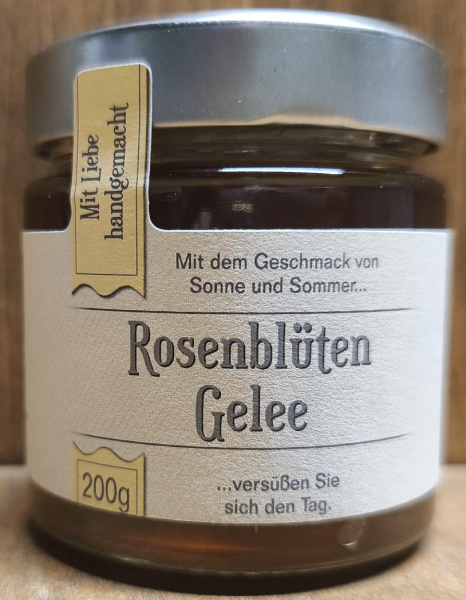 Mit Liebe
handgemacht
Mit dem Geschmack von
Sonne und Sommer...
Rosenblüten
Gelee
200g
...versüßen Sie
sich den Tag.